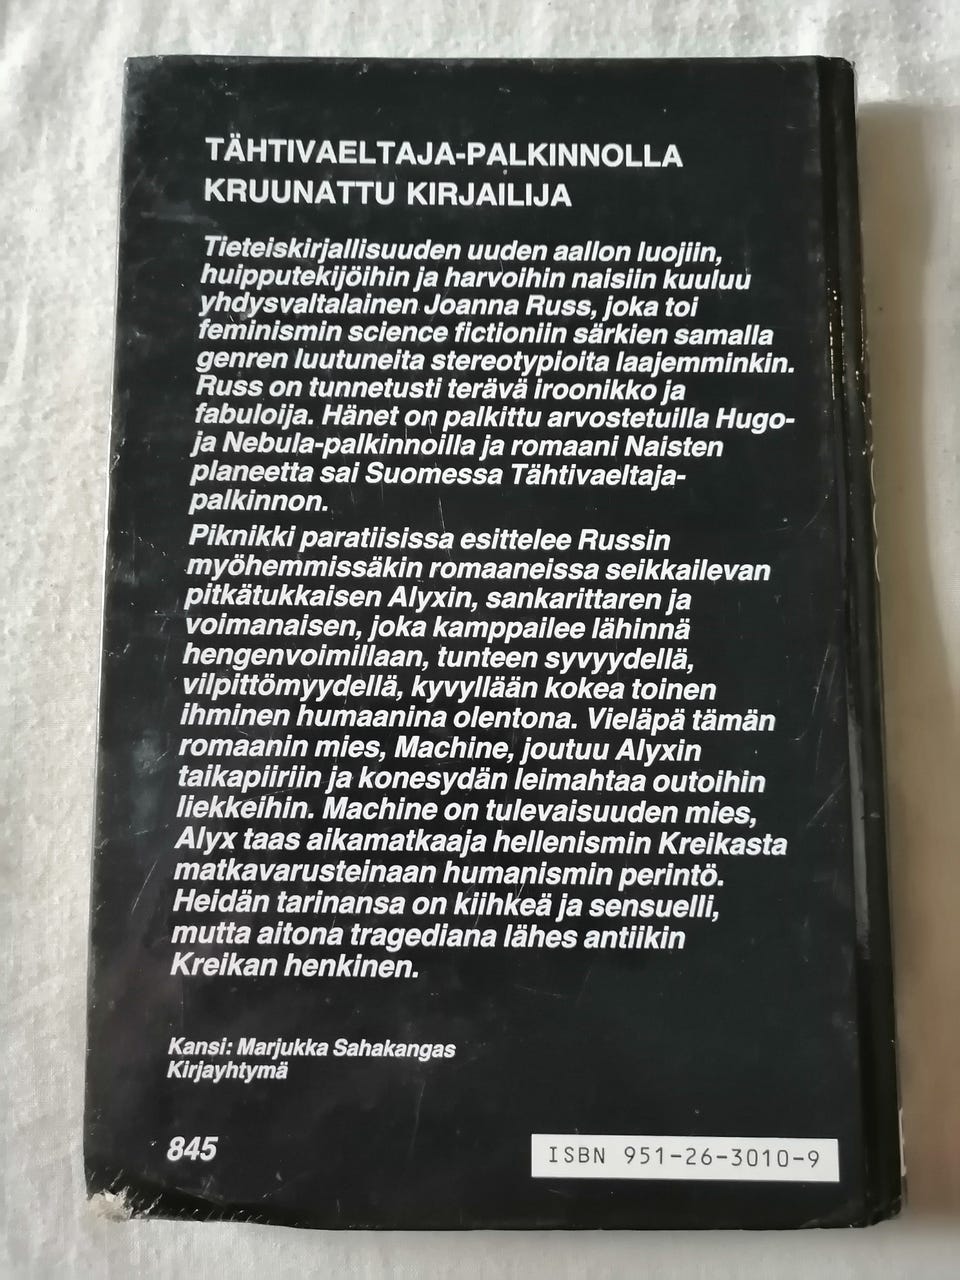 TÄHTIVAELTAJA-PALKINNOLLA
KRUUNATTU KIRJAILIJA
Tieteiskirjallisuuden uuden aallon luojiin,
huipputekijöihin ja harvoihin naisiin kuuluu
yhdysvaltalainen Joanna Russ, joka toi
feminismin science fictioniin särkien samalla
genren luutuneita stereotypioita laajemminkin.
Russ on tunnetusti terävä iroonikko ja
fabuloija. Hänet on palkittu arvostetuilla Hugo-
ja Nebula-palkinnoilla ja romaani Naisten
planeetta sai Suomessa Tähtivaeltaja-
palkinnon.
Piknikki paratiisissa esittelee Russin
myöhemmissäkin romaaneissa seikkailevan
pitkätukkaisen Alyxin, sankarittaren ja
voimanaisen, joka kamppailee lähinnä
hengenvoimillaan, tunteen syvyydellä,
vilpittömyydellä, kyvyllään kokea toinen
ihminen humaanina olentona. Vieläpä tämän
romaanin mies, Machine, joutuu Alyxin
taikapiiriin ja konesydän leimahtaa outoihin
liekkeihin. Machine on tulevaisuuden mies,
Alyx taas aikamatkaaja hellenismin Kreikasta
matkavarusteinaan humanismin perintö.
Heidän tarinansa on kiihkeä ja sensuelli,
mutta aitona tragediana lähes antiikin
Kreikan henkinen.
Kansi: Marjukka Sahakangas
Kirjayhtymä
845
ISBN 951-26-3010-9